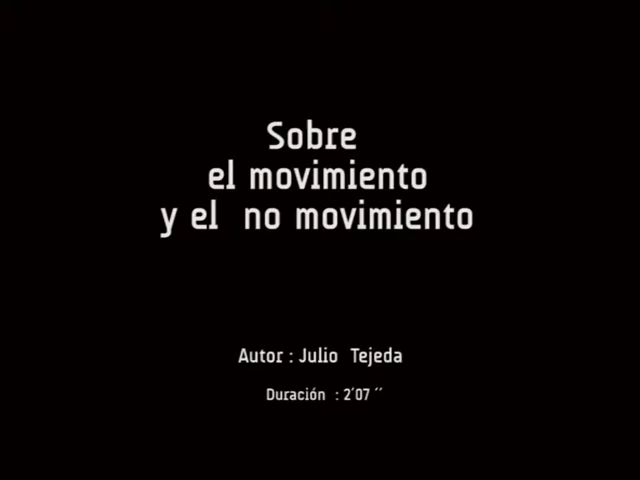 Sobre
el movimiento
y el no movimiento
Autor : Julio Tejeda
Duración : 2´07 ´´